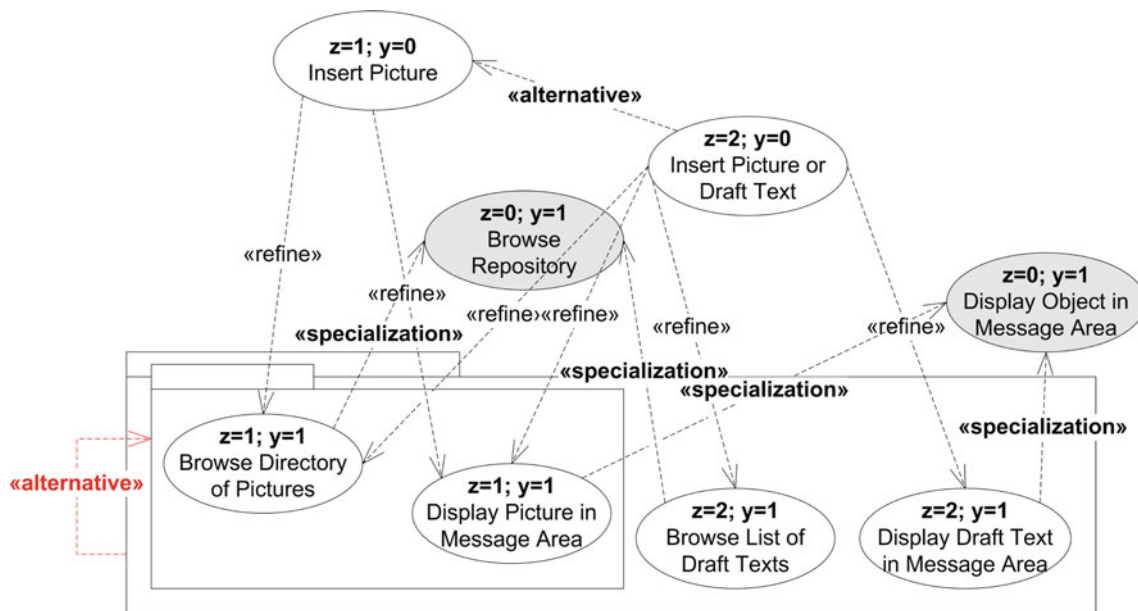 z=1; y=0
Insert Picture
«alternative»
z=2; y=0
Insert Picture or
Draft Text
z=0; y=1
Browse
Repository
«refine»
«refine»
«refine»
«refine»
«refine»
«refine»
z=0; y=1
Display Object in
Message Area
«specialization»
«specialization»
«specialization»
«specialization»
z=1; y=1
Browse Directory
of Pictures
«alternative»
z=1; y=1
Display Picture in
Message Area
z=2; y=1
Browse List of
Draft Texts
z=2; y=1
Display Draft Text
in Message Area